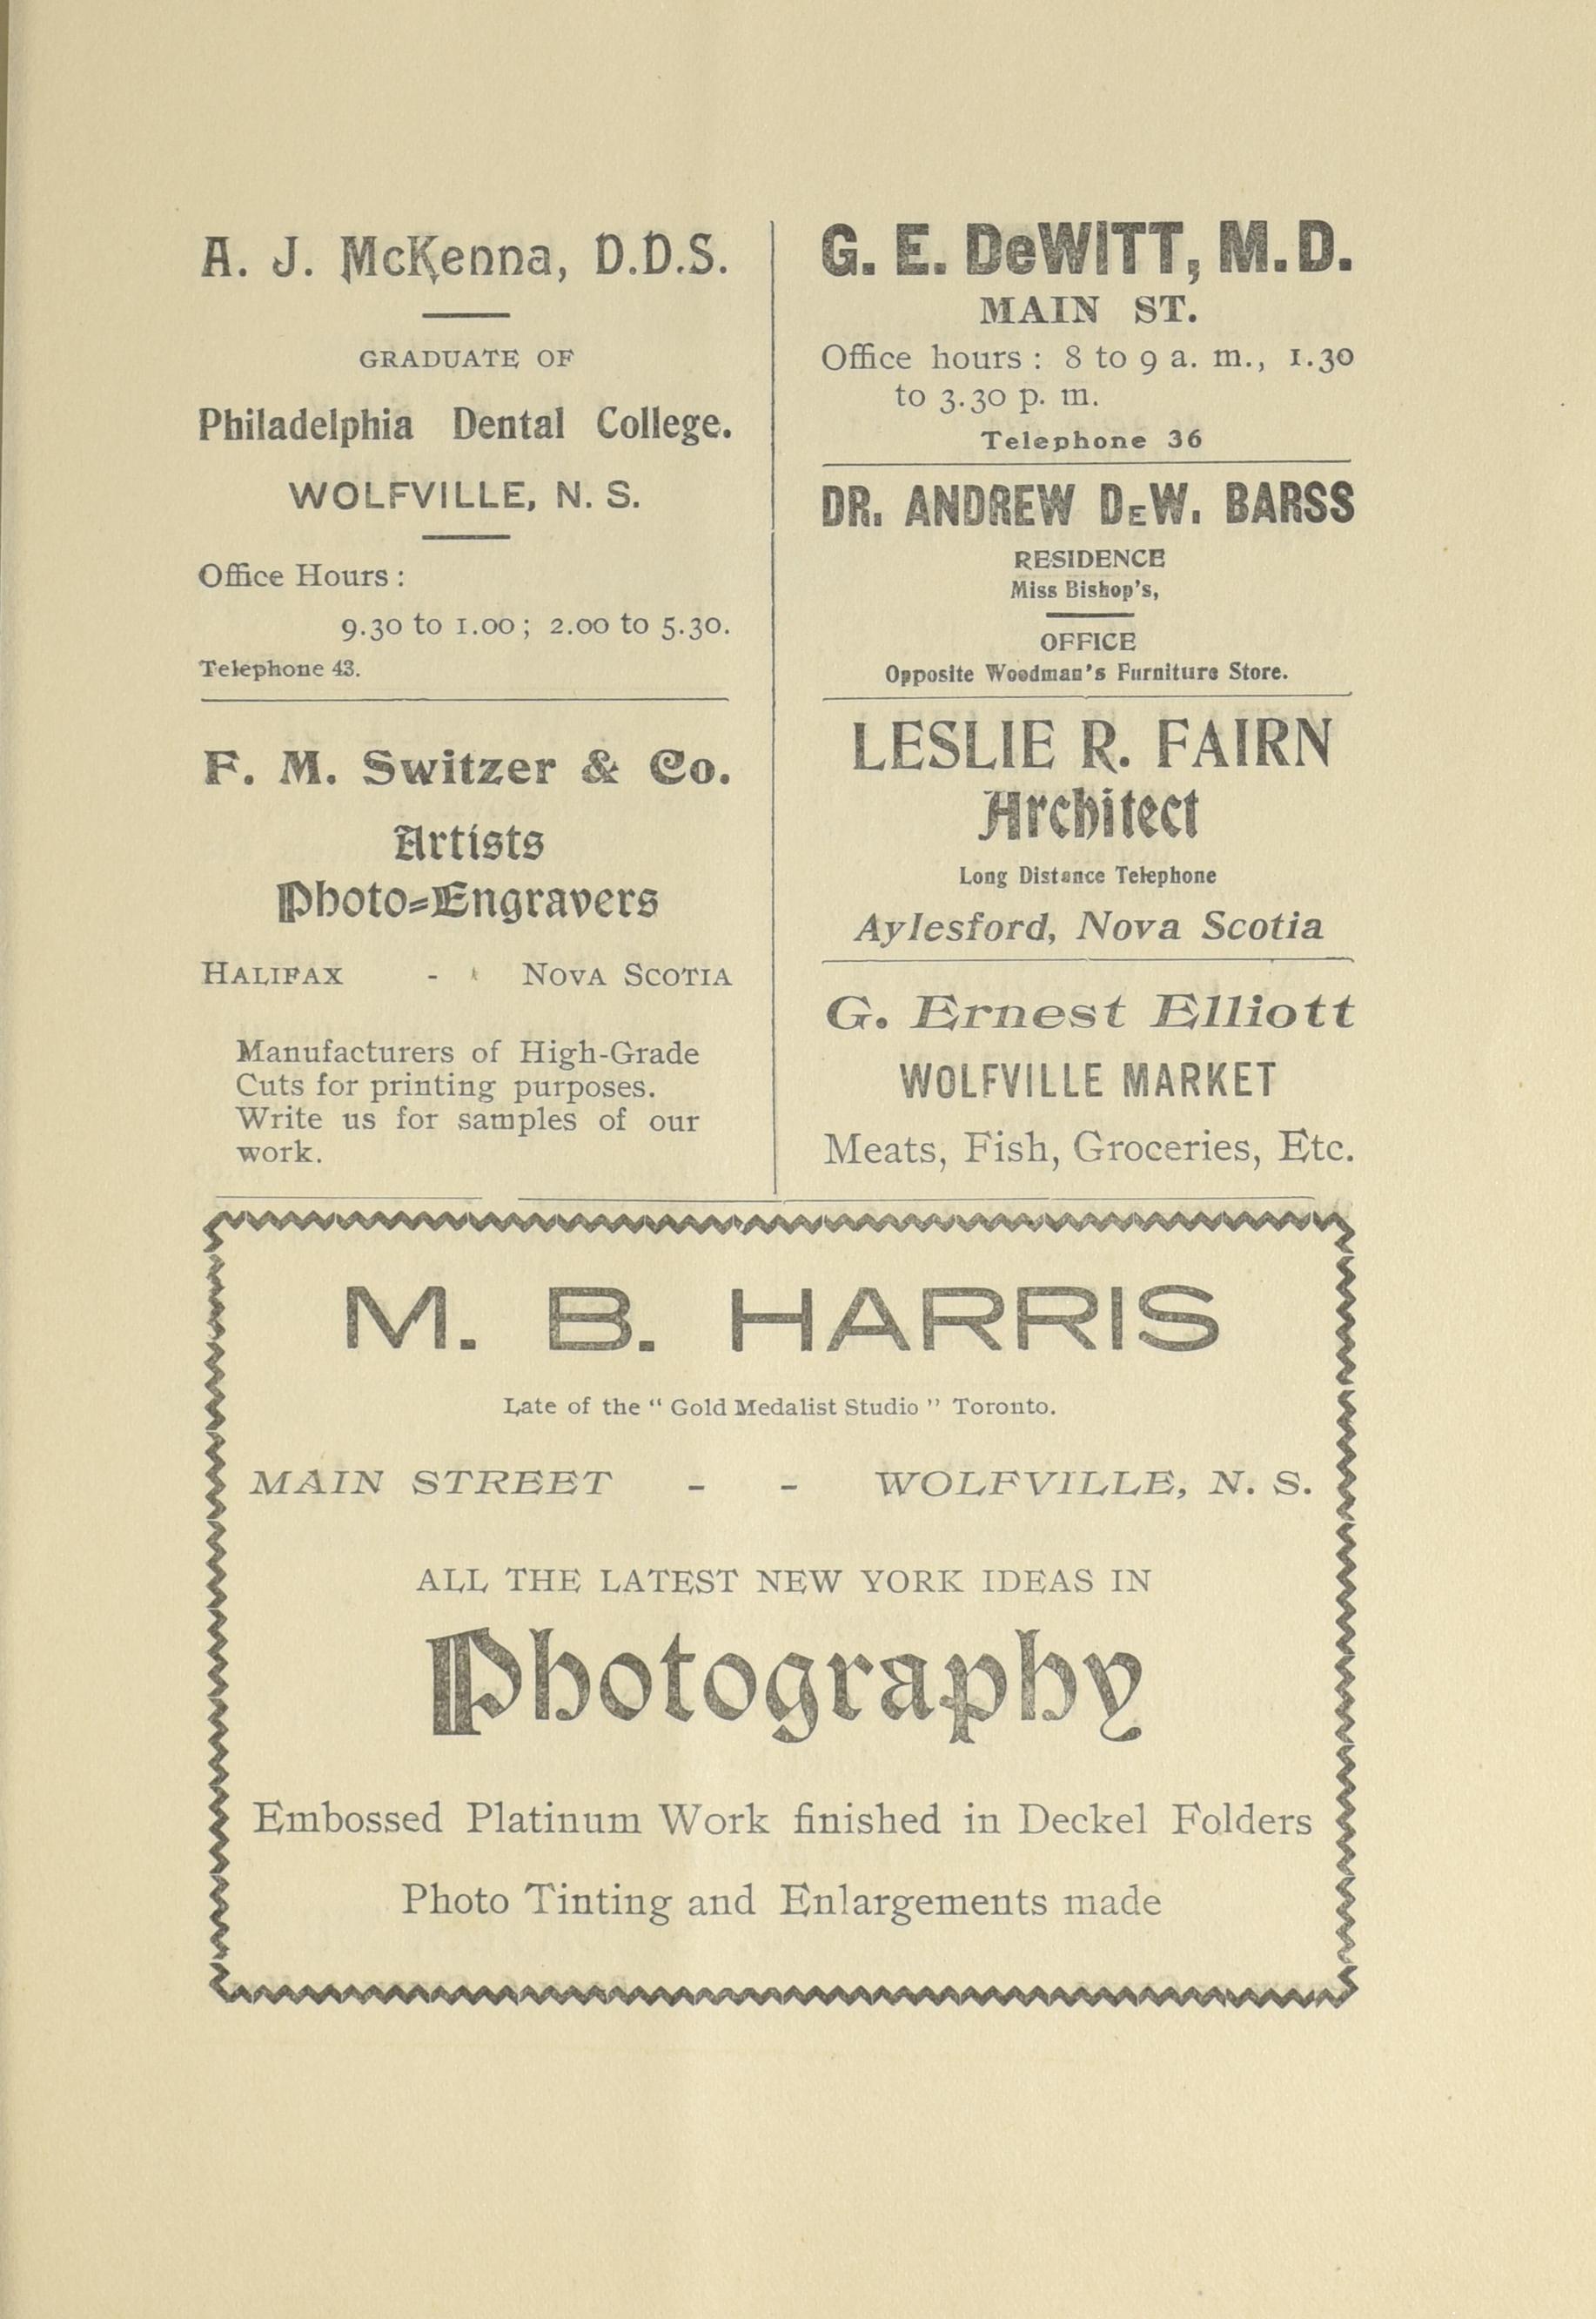 A. J. McKenna, D.D.S.
GRADUATE OF
Philadelphia Dental College.
WOLFVILLE, N. S.
Office Hours :
9.30 to 1.00 ; 2.00 to 5.30.
Telephone 43.
F. M. Switzer & Co.
Artists
Photo=Engravers
HALIFAX - NOVA SCOTIA
Manufacturers of High-Grade
Cuts for printing purposes.
Write us for samples of our
work.
G. E. DeWITT, M.D.
MAIN ST.
Office hours : 8 to 9 a. m., 1.30
to 3.30 p. m.
Telephone 36
DR. ANDREW DEW. BARSS
RESIDENCE
Miss Bishop's,
OFFICE
Opposite Woodman's Furniture Store.
LESLIE R. FAIRN
Architect
Long Distance Telephone
Aylesford, Nova Scotia
G. Ernest Elliott
WOLFVILLE MARKET
Meats, Fish, Groceries, Etc.
M. B. HARRIS
Late of the " Gold Medalist Studio " Toronto.
MAIN STREET - - WOLFVILLE, N. S.
ALL THE LATEST NEW YORK IDEAS IN
Photography
Embossed Platinum Work finished in Deckel Folders
Photo Tinting and Enlargements made